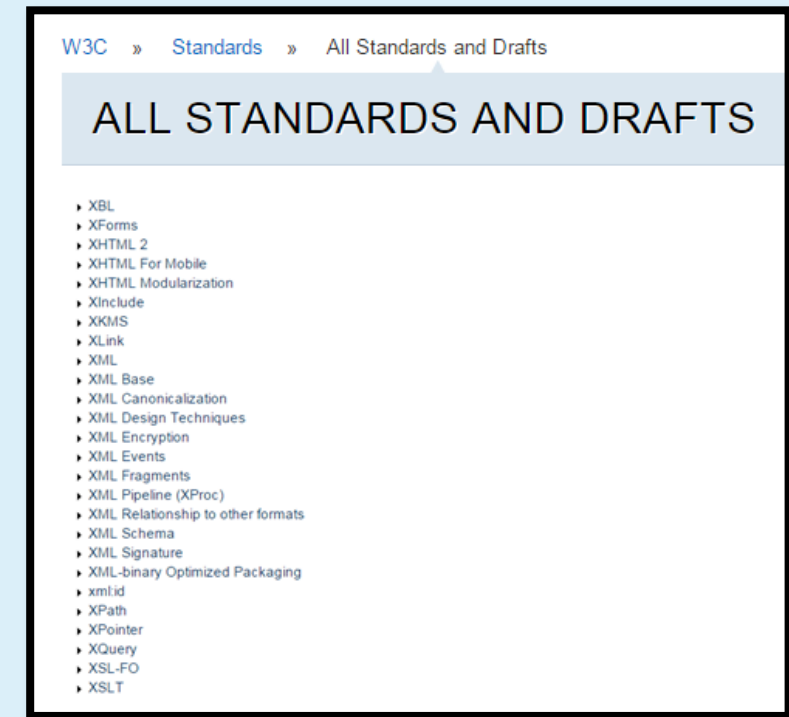 W3C » Standards » All Standards and Drafts
ALL STANDARDS AND DRAFTS
XBL
XForms
XHTML 2
XHTML For Mobile
XHTML Modularization
XInclude
XKMS
XLink
XML
XML Base
XML Canonicalization
XML Design Techniques
XML Encryption
XML Events
XML Fragments
XML Pipeline (XProc)
XML Relationship to other formats
XML Schema
XML Signature
XML-binary Optimized Packaging
xml:id
XPath
XPointer
XQuery
XSL-FO
XSLT